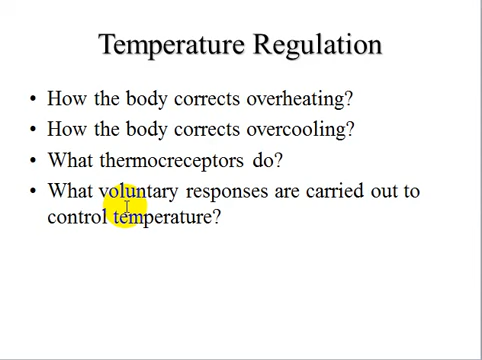 Temperature Regulation
• How the body corrects overheating?
• How the body corrects overcooling?
• What thermocreceptors do?
• What voluntary responses are carried out to
control temperature?